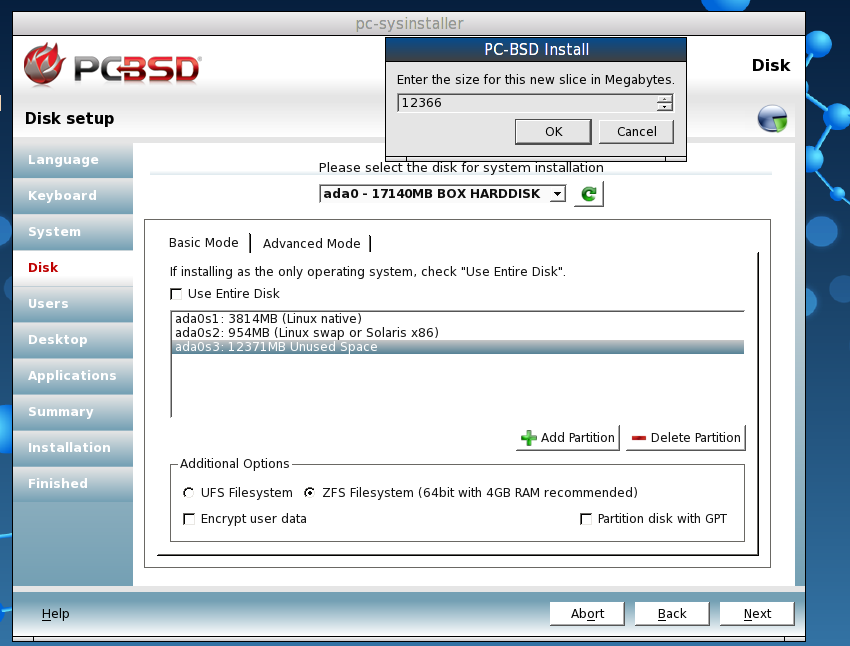 pc-sysinstaller
PCBSD
PC-BSD Install
Enter the size for this new slice in Megabytes.
12366
OK
Cancel
Disk
Disk setup
Language
Keyboard
System
Disk
Users
Desktop
Applications
Summary
Installation
Finished
Please select the disk for system installation
ada0 - 17140MB BOX HARDDISK
Basic Mode
Advanced Mode
If installing as the only operating system, check "Use Entire Disk".
Use Entire Disk
ada0s1: 3814MB (Linux native)
ada0s2: 954MB (Linux swap or Solaris x86)
ada0s3: 12371MB Unused Space
Add Partition
Delete Partition
Additional Options
UFS Filesystem
ZFS Filesystem (64bit with 4GB RAM recommended)
Encrypt user data
Partition disk with GPT
Help
Abort
Back
Next